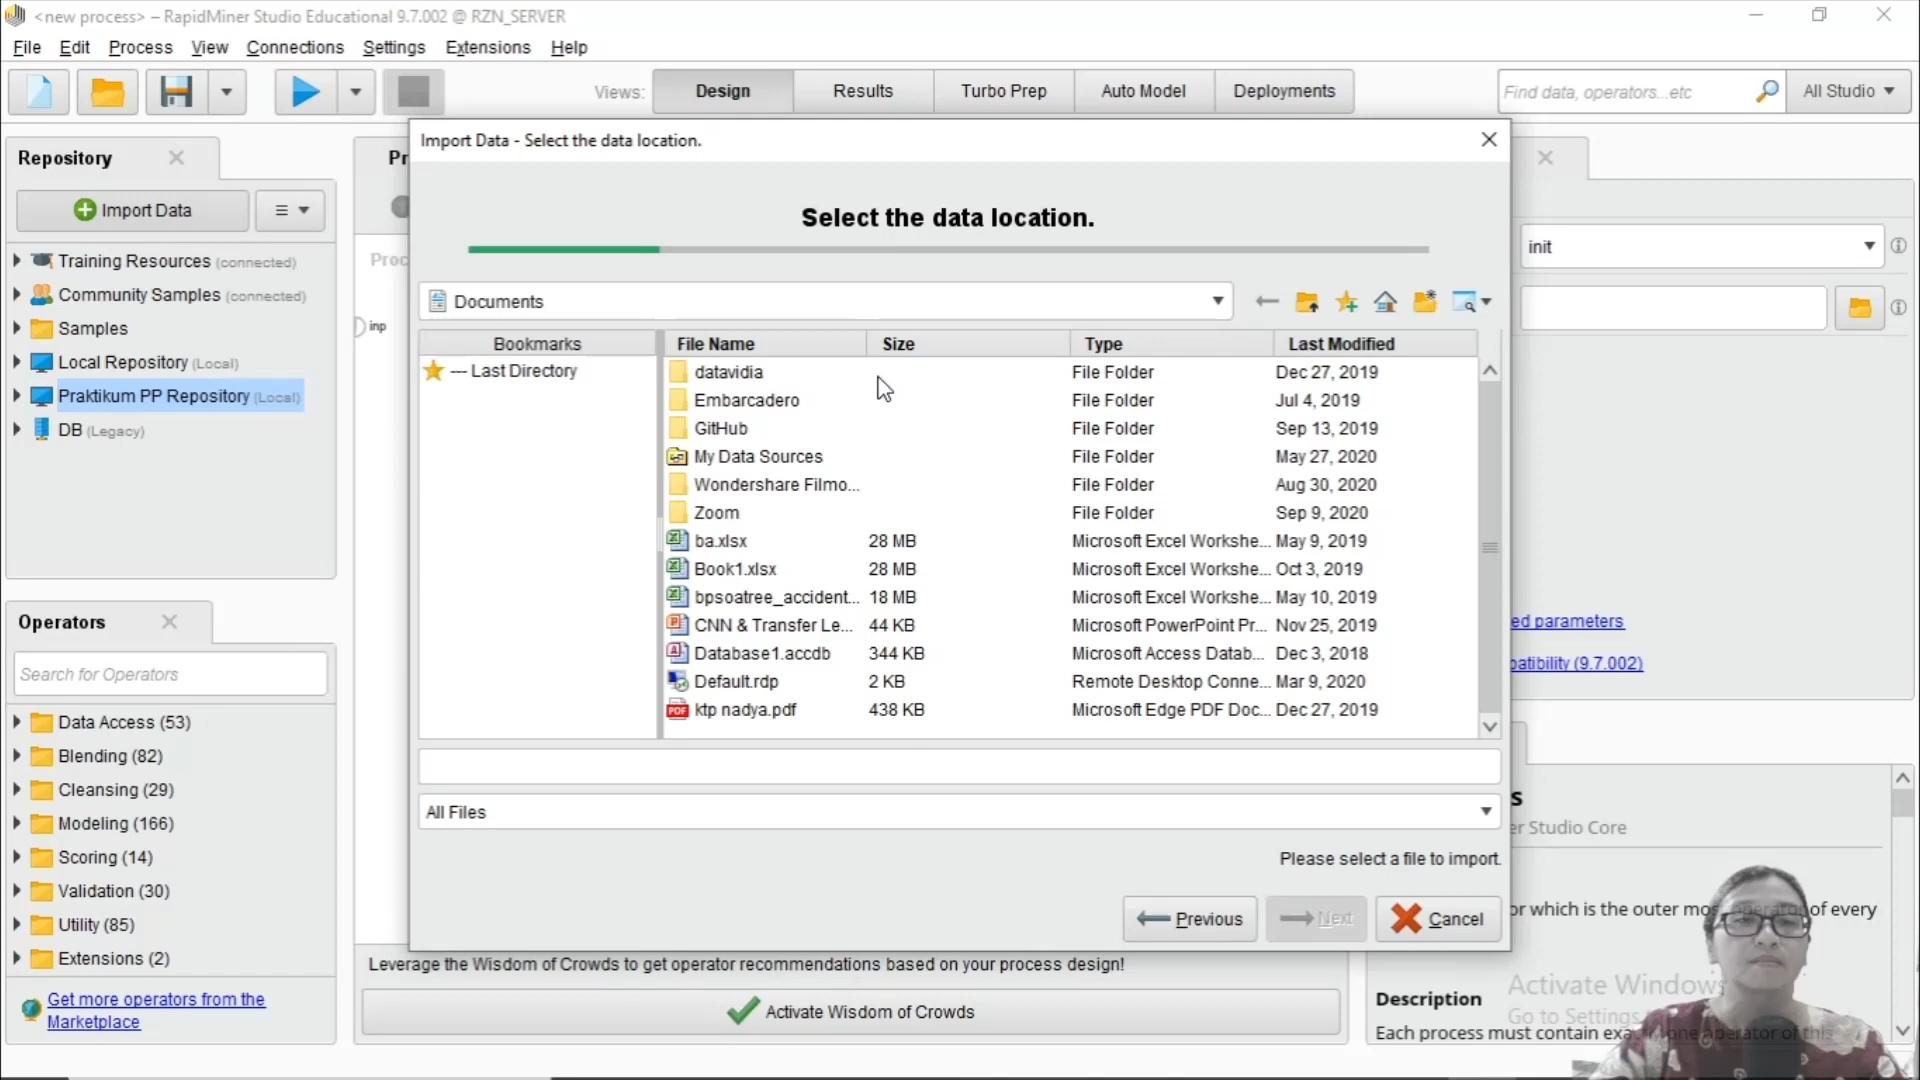 <new process> – RapidMiner Studio Educational 9.7.002 @ RZN_SERVER
File Edit Process View Connections Settings Extensions Help
Views: Design Results Turbo Prep Auto Model Deployments
Find data, operators...etc
All Studio
Repository
Import Data
Training Resources (connected)
Community Samples (connected)
Samples
Local Repository (Local)
Praktikum PP Repository (Local)
DB (Legacy)
Operators
Search for Operators
Data Access (53)
Blending (82)
Cleansing (29)
Modeling (166)
Scoring (14)
Validation (30)
Utility (85)
Extensions (2)
Get more operators from the
Marketplace
Pr
Proc
inp
Import Data - Select the data location.
Select the data location.
Documents
Bookmarks
--- Last Directory
File Name Size Type Last Modified
datavidia File Folder Dec 27, 2019
Embarcadero File Folder Jul 4, 2019
GitHub File Folder Sep 13, 2019
My Data Sources File Folder May 27, 2020
Wondershare Filmo... File Folder Aug 30, 2020
Zoom File Folder Sep 9, 2020
ba.xlsx 28 MB Microsoft Excel Workshe... May 9, 2019
Book1.xlsx 28 MB Microsoft Excel Workshe... Oct 3, 2019
bpsoatree_accident... 18 MB Microsoft Excel Workshe... May 10, 2019
CNN & Transfer Le... 44 KB Microsoft PowerPoint Pr... Nov 25, 2019
Database1.accdb 344 KB Microsoft Access Datab... Dec 3, 2018
Default.rdp 2 KB Remote Desktop Conne... Mar 9, 2020
ktp nadya.pdf 438 KB Microsoft Edge PDF Doc... Dec 27, 2019
All Files
Please select a file to import.
Previous Next Cancel
Leverage the Wisdom of Crowds to get operator recommendations based on your process design!
Activate Wisdom of Crowds
init
ed parameters
patibility (9.7.002)
s
er Studio Core
or which is the outer mos operator of every
Description
Each process must contain exa one operator of this
Activate Windows
Go to Settings